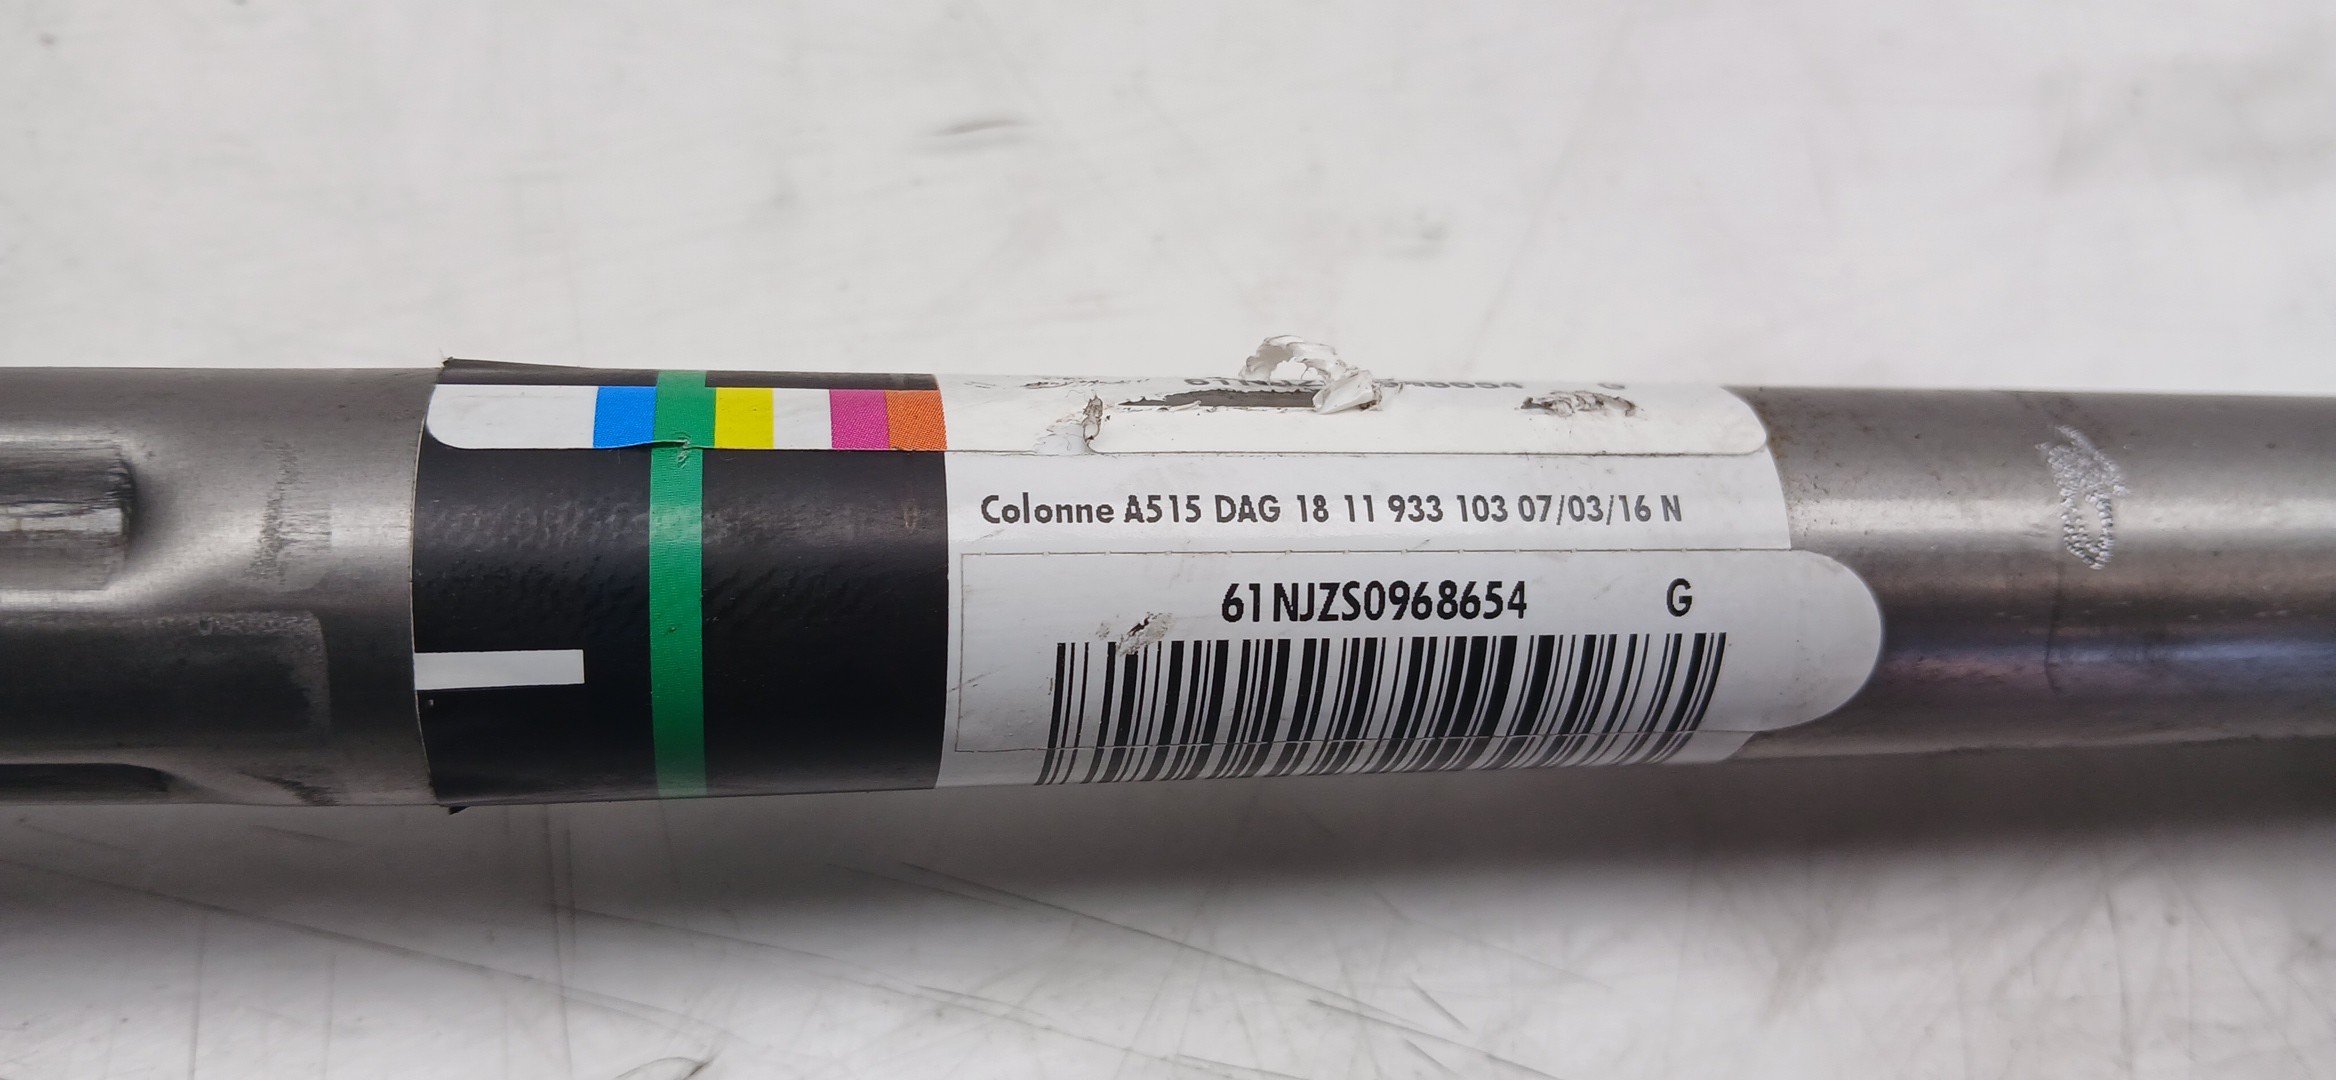 Colonne A515 DAG 18 11 933 103 07/03/16 N
61NJZS0968654 G